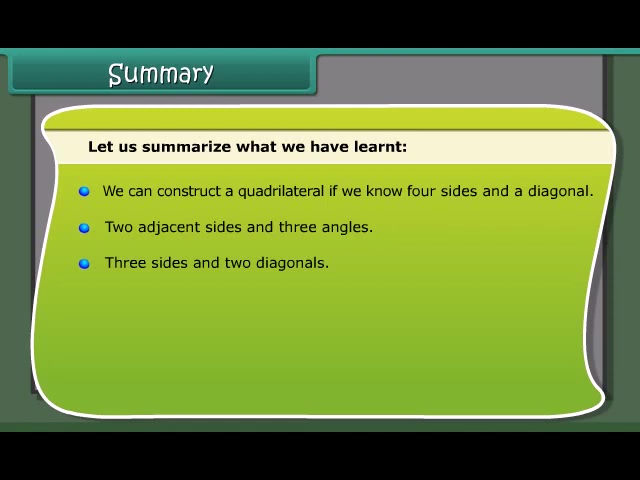 Summary
Let us summarize what we have learnt:
We can construct a quadrilateral if we know four sides and a diagonal.
Two adjacent sides and three angles.
Three sides and two diagonals.